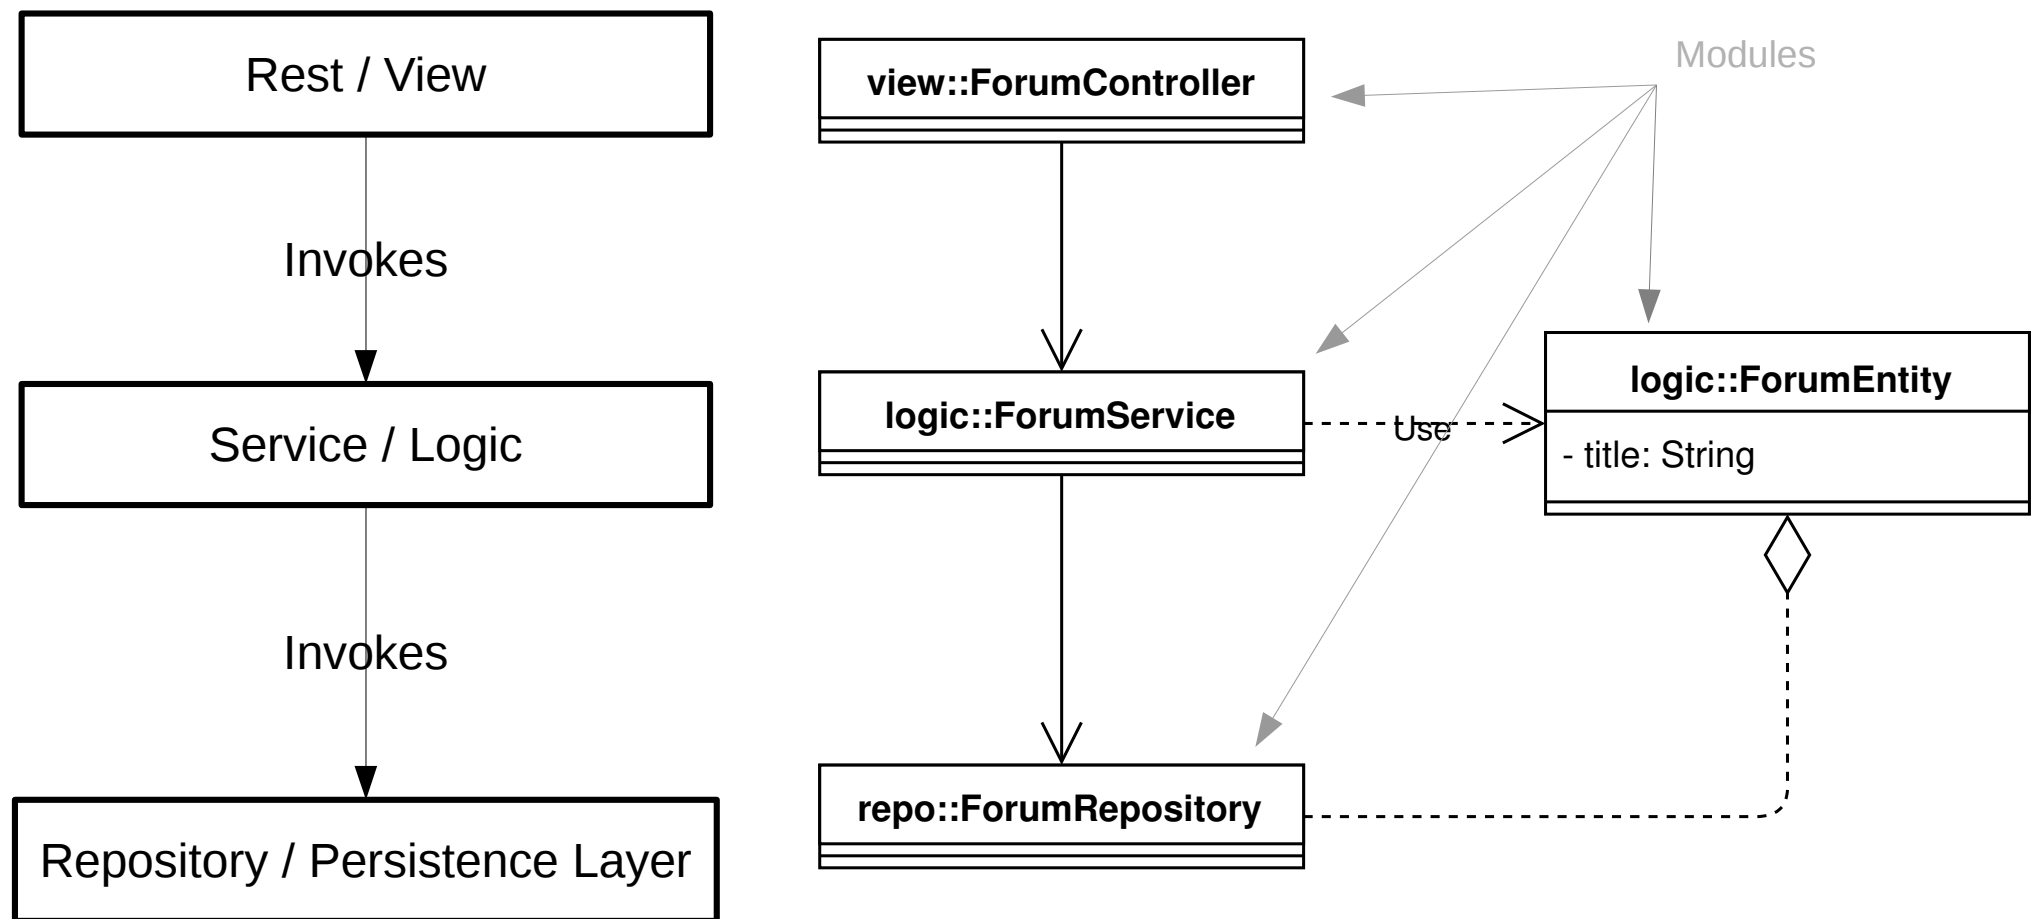 Rest / View
Invokes
Service / Logic
Invokes
Repository / Persistence Layer
view::ForumController
Modules
logic::ForumService
Use
logic::ForumEntity
- title: String
repo::ForumRepository